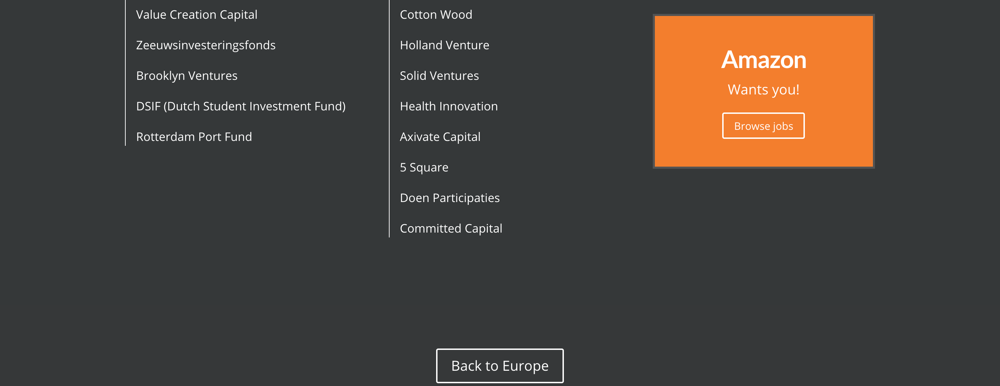 Value Creation Capital
Zeeuwsinvesteringsfonds
Brooklyn Ventures
DSIF (Dutch Student Investment Fund)
Rotterdam Port Fund
Cotton Wood
Holland Venture
Solid Ventures
Health Innovation
Axivate Capital
5 Square
Doen Participaties
Committed Capital
Amazon
Wants you!
Browse jobs
Back to Europe